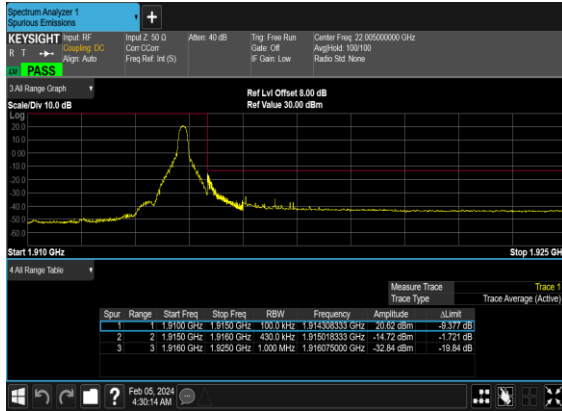 Spectrum Analyzer 1
Spurious Emissions
KEYSIGHT Input: RF Input Z: 50 Ω Atten: 40 dB Trig: Free Run Center Freq: 22.005000000 GHz
R T Coupling: DC Corr CCorr Gate: Off Avg|Hold: 100/100
Align: Auto Freq Ref: Int (S) IF Gain: Low Radio Std: None
PASS
3 All Range Graph
Ref Lvl Offset 8.00 dB
Scale/Div 10.0 dB Ref Value 30.00 dBm
Log
20.0
10.0
0.00
-10.0
-20.0
-30.0
-40.0
-50.0
-60.0
Start 1.910 GHz Stop 1.925 GH
4 All Range Table
Measure Trace Trace 1
Trace Type Trace Average (Active)
Spur Range Start Freq Stop Freq RBW Frequency Amplitude ΔLimit
1 1 1.9100 GHz 1.9150 GHz 100.0 kHz 1.914308333 GHz 20.62 dBm -9.377 dB
2 2 1.9150 GHz 1.9160 GHz 430.0 kHz 1.915018333 GHz -14.72 dBm -1.721 dB
3 3 1.9160 GHz 1.9250 GHz 1.000 MHz 1.916075000 GHz -32.84 dBm -19.84 dB
? Feb 05, 2024
4:30:14 AM